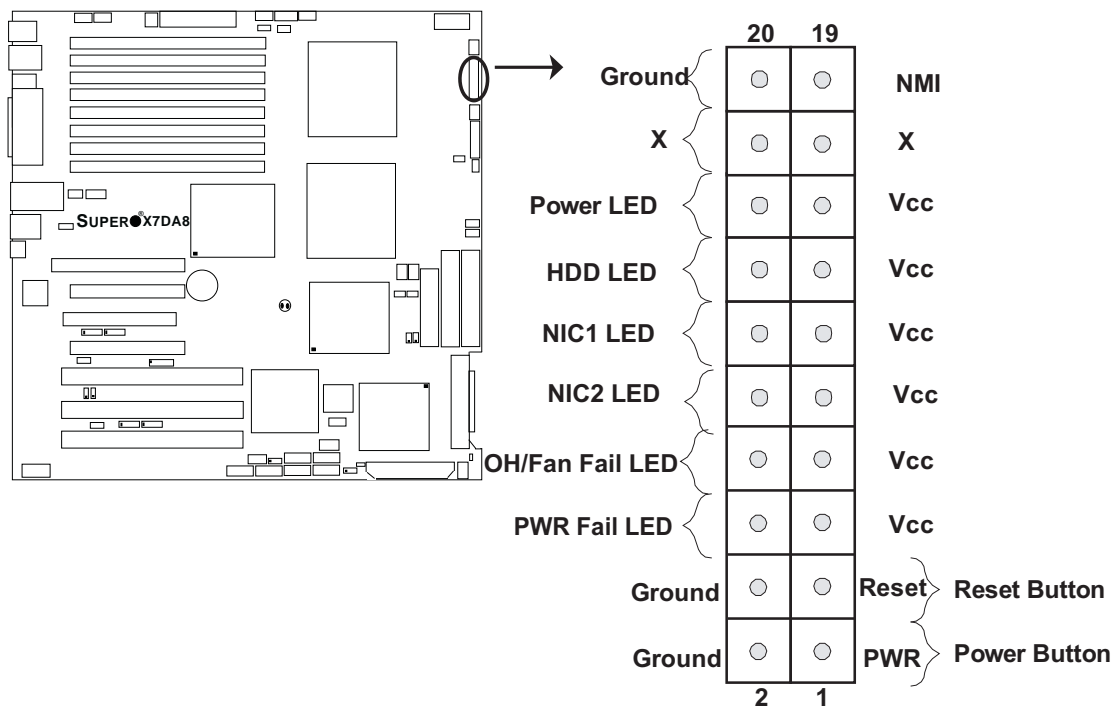 20 19
Ground NMI
X X
Power LED Vcc
HDD LED Vcc
NIC1 LED Vcc
NIC2 LED Vcc
OH/Fan Fail LED Vcc
PWR Fail LED Vcc
Ground Reset Reset Button
Ground PWR Power Button
2 1
SUPER●®X7DA8